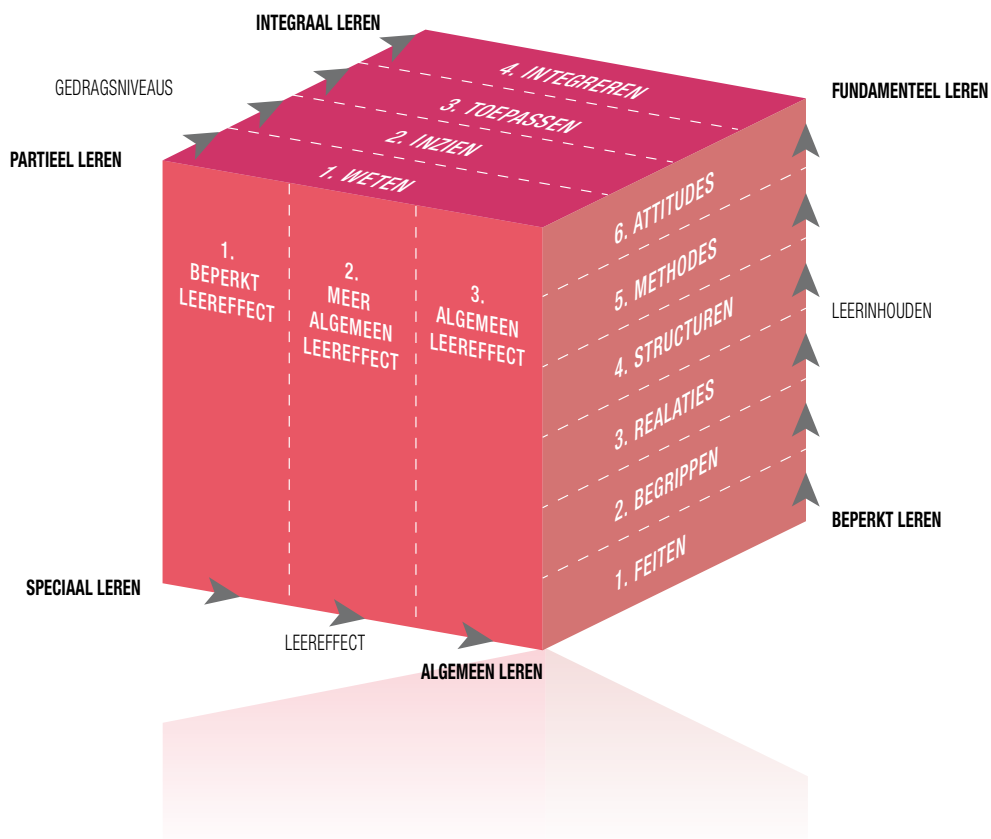 INTEGRAAL LEREN
GEDRAGSNIVEAUS
PARTIEEL LEREN
FUNDAMENTEEL LEREN
4. INTEGREREN
3. TOEPASSEN
2. INZIEN
1. WETEN
1.
BEPERKT
LEEREFFECT
2.
MEER
ALGEMEEN
LEEREFFECT
3.
ALGEMEEN
LEEREFFECT
6. ATTITUDES
5. METHODES
4. STRUCTUREN
3. REALATIES
2. BEGRIPPEN
1. FEITEN
LEERINHOUDEN
BEPERKT LEREN
SPECIAAL LEREN
LEEREFFECT
ALGEMEEN LEREN